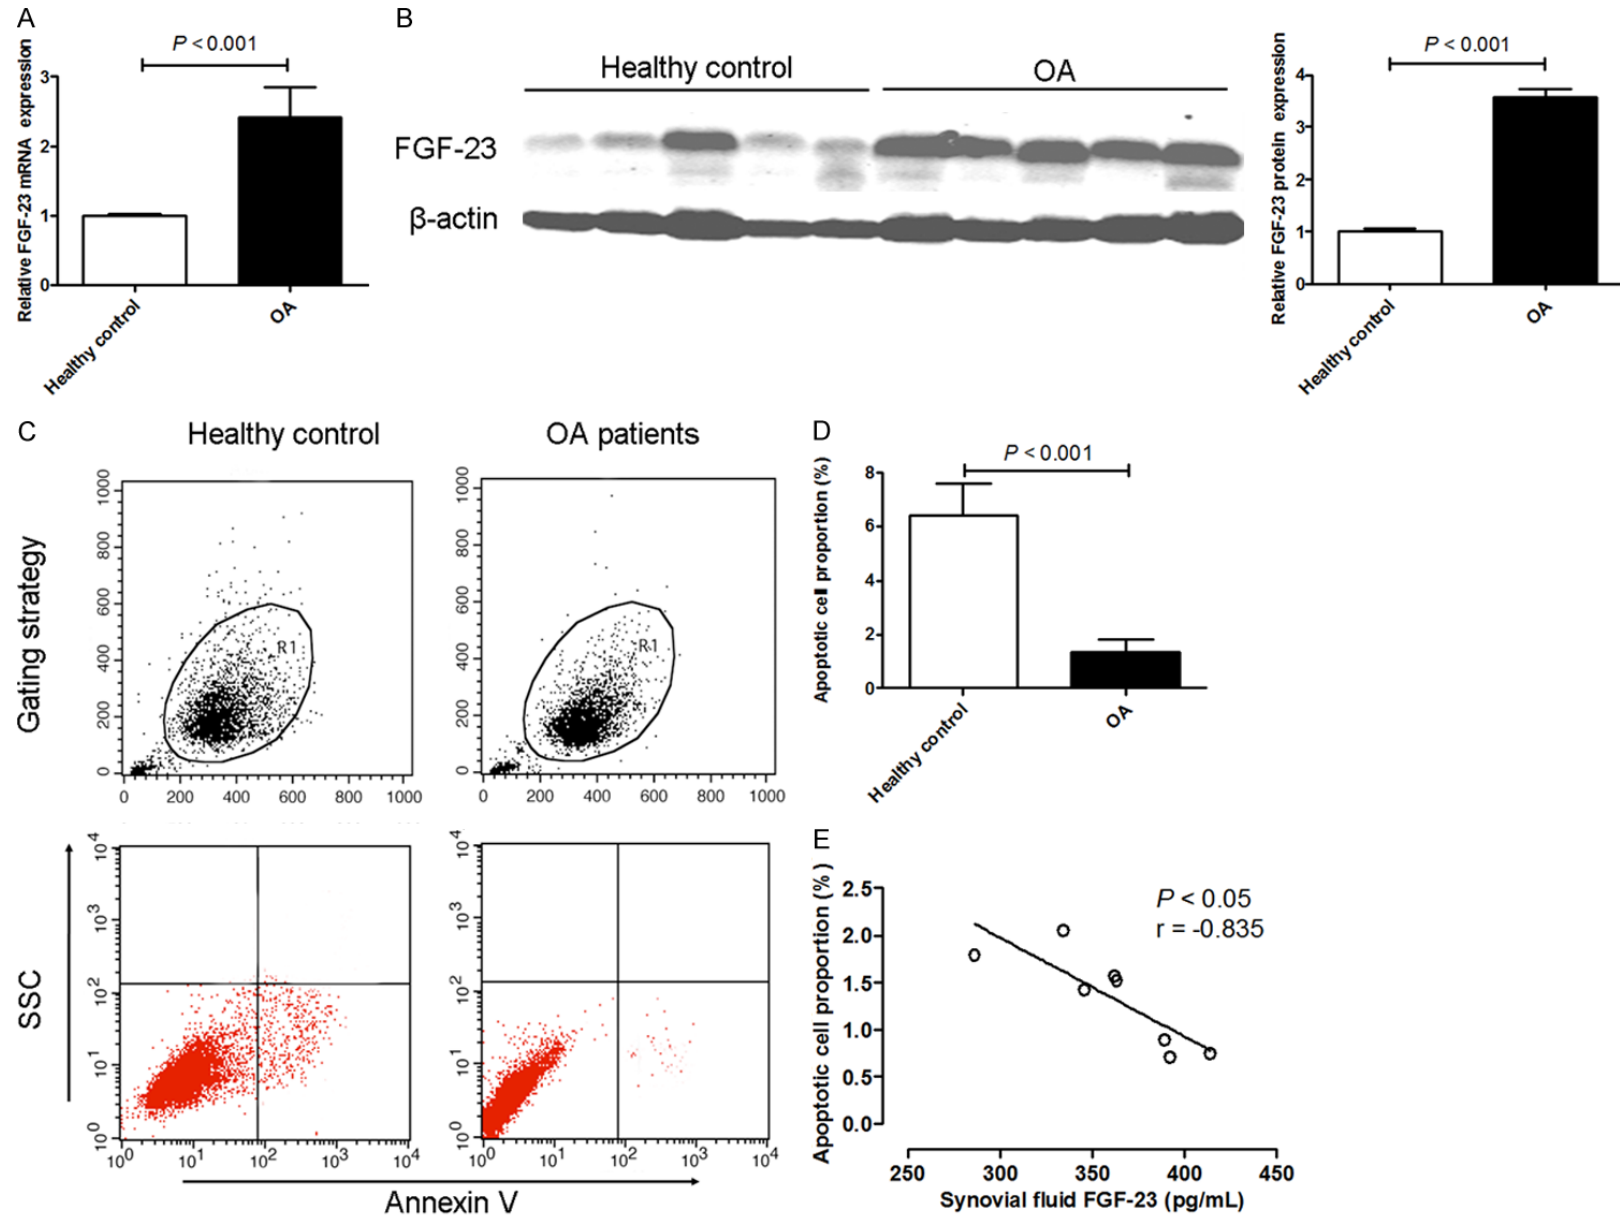 A
P < 0.001
Relative FGF-23 mRNA expression
3
2
1
0
Healthy control
OA
B
Healthy control
OA
FGF-23
β-actin
P < 0.001
Relative FGF-23 protein expression
4
3
2
1
0
Healthy control
OA
C
Healthy control
OA patients
Gating strategy
1000
800
600
400
200
0
R1
0 200 400 600 800 1000
1000
800
600
400
200
0
R1
0 200 400 600 800 1000
SSC
10^4
10^3
10^2
10^1
10^0
10^0 10^1 10^2 10^3 10^4
10^4
10^3
10^2
10^1
10^0
10^0 10^1 10^2 10^3 10^4
Annexin V
D
P < 0.001
Apoptotic cell proportion (%)
8
6
4
2
0
Healthy control
OA
E
Apoptotic cell proportion (%)
2.5
2.0
1.5
1.0
0.5
0.0
P < 0.05
r = -0.835
250 300 350 400 450
Synovial fluid FGF-23 (pg/mL)